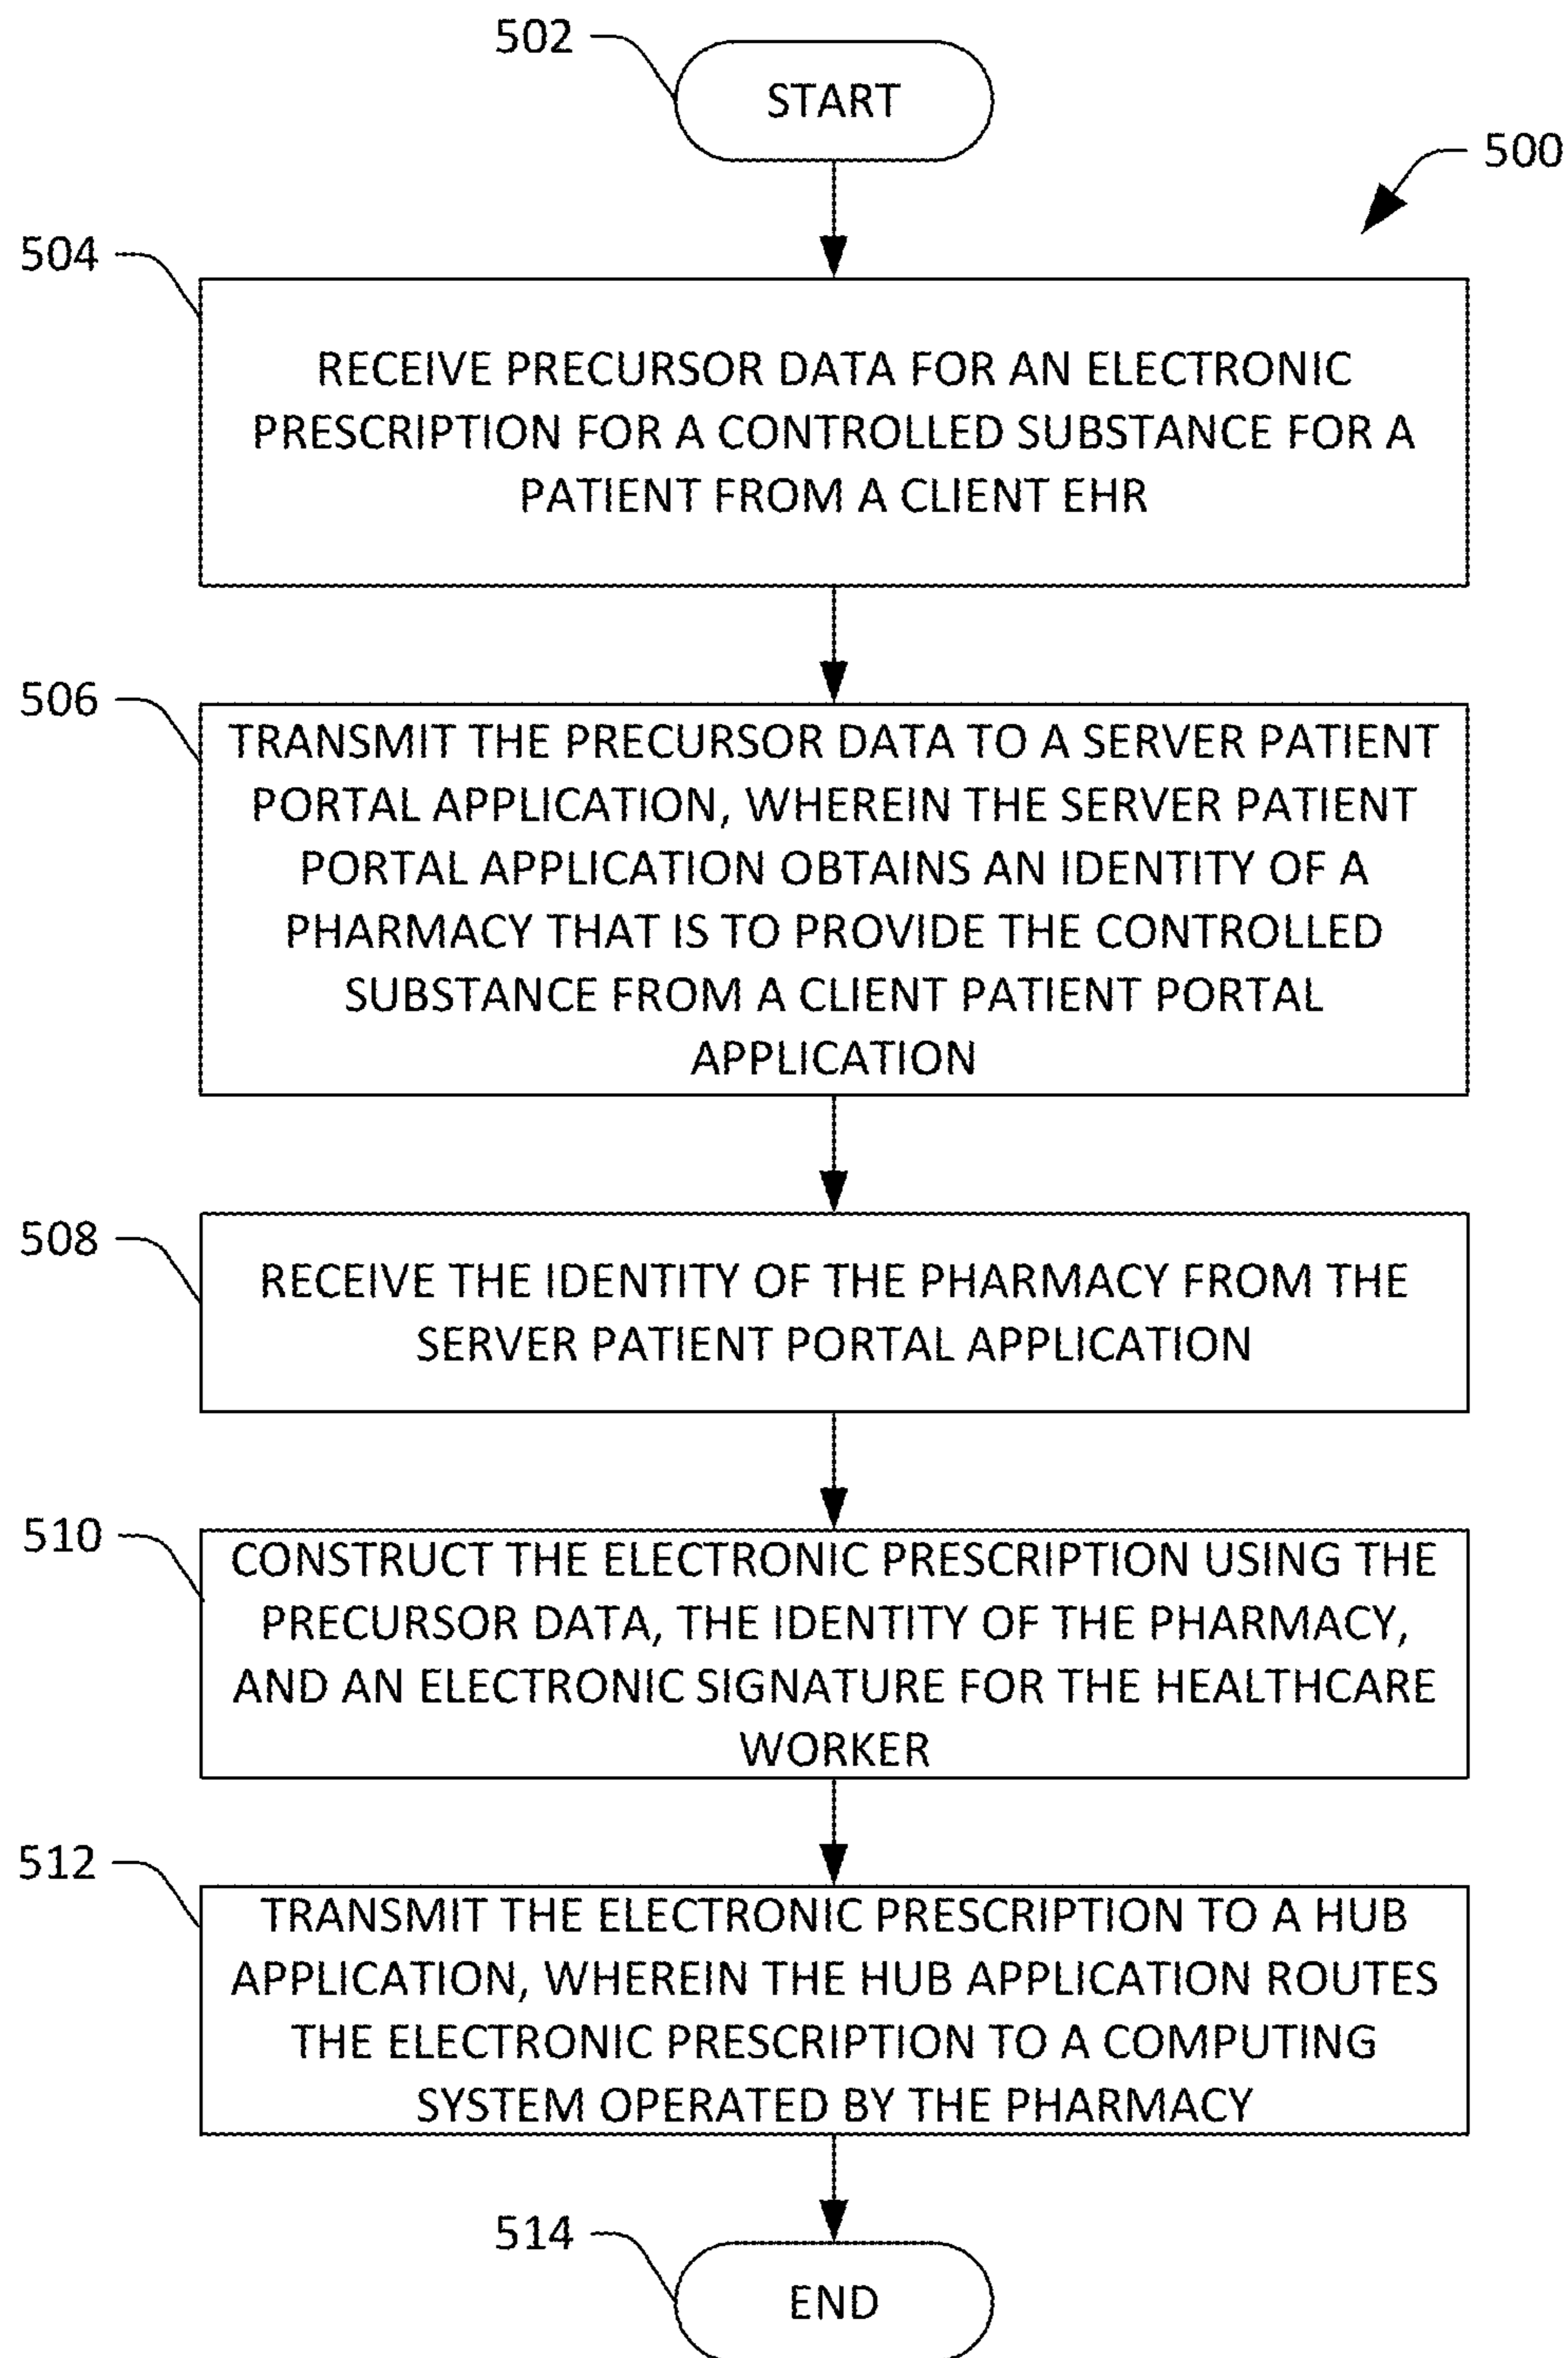 502
START
500
504
RECEIVE PRECURSOR DATA FOR AN ELECTRONIC
PRESCRIPTION FOR A CONTROLLED SUBSTANCE FOR A
PATIENT FROM A CLIENT EHR
506
TRANSMIT THE PRECURSOR DATA TO A SERVER PATIENT
PORTAL APPLICATION, WHEREIN THE SERVER PATIENT
PORTAL APPLICATION OBTAINS AN IDENTITY OF A
PHARMACY THAT IS TO PROVIDE THE CONTROLLED
SUBSTANCE FROM A CLIENT PATIENT PORTAL
APPLICATION
508
RECEIVE THE IDENTITY OF THE PHARMACY FROM THE
SERVER PATIENT PORTAL APPLICATION
510
CONSTRUCT THE ELECTRONIC PRESCRIPTION USING THE
PRECURSOR DATA, THE IDENTITY OF THE PHARMACY,
AND AN ELECTRONIC SIGNATURE FOR THE HEALTHCARE
WORKER
512
TRANSMIT THE ELECTRONIC PRESCRIPTION TO A HUB
APPLICATION, WHEREIN THE HUB APPLICATION ROUTES
THE ELECTRONIC PRESCRIPTION TO A COMPUTING
SYSTEM OPERATED BY THE PHARMACY
514
END